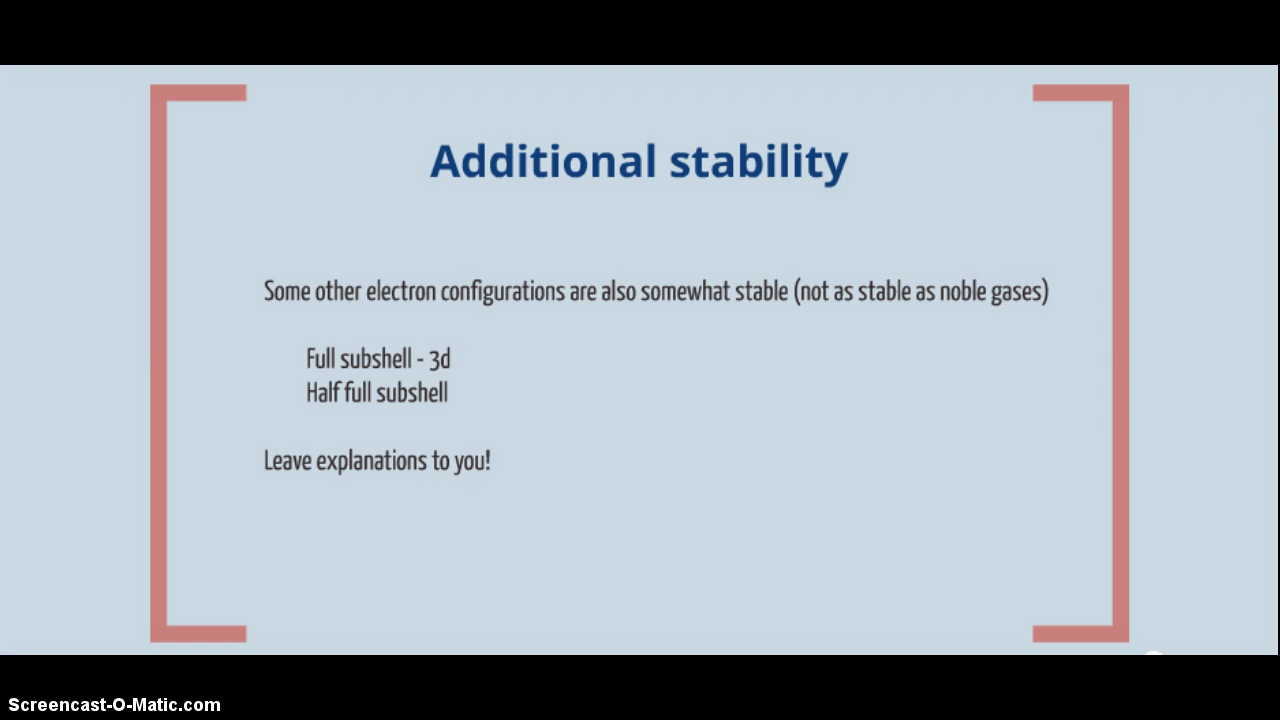 Additional stability
Some other electron configurations are also somewhat stable (not as stable as noble gases)
Full subshell - 3d
Half full subshell
Leave explanations to you!
Screencast-O-Matic.com